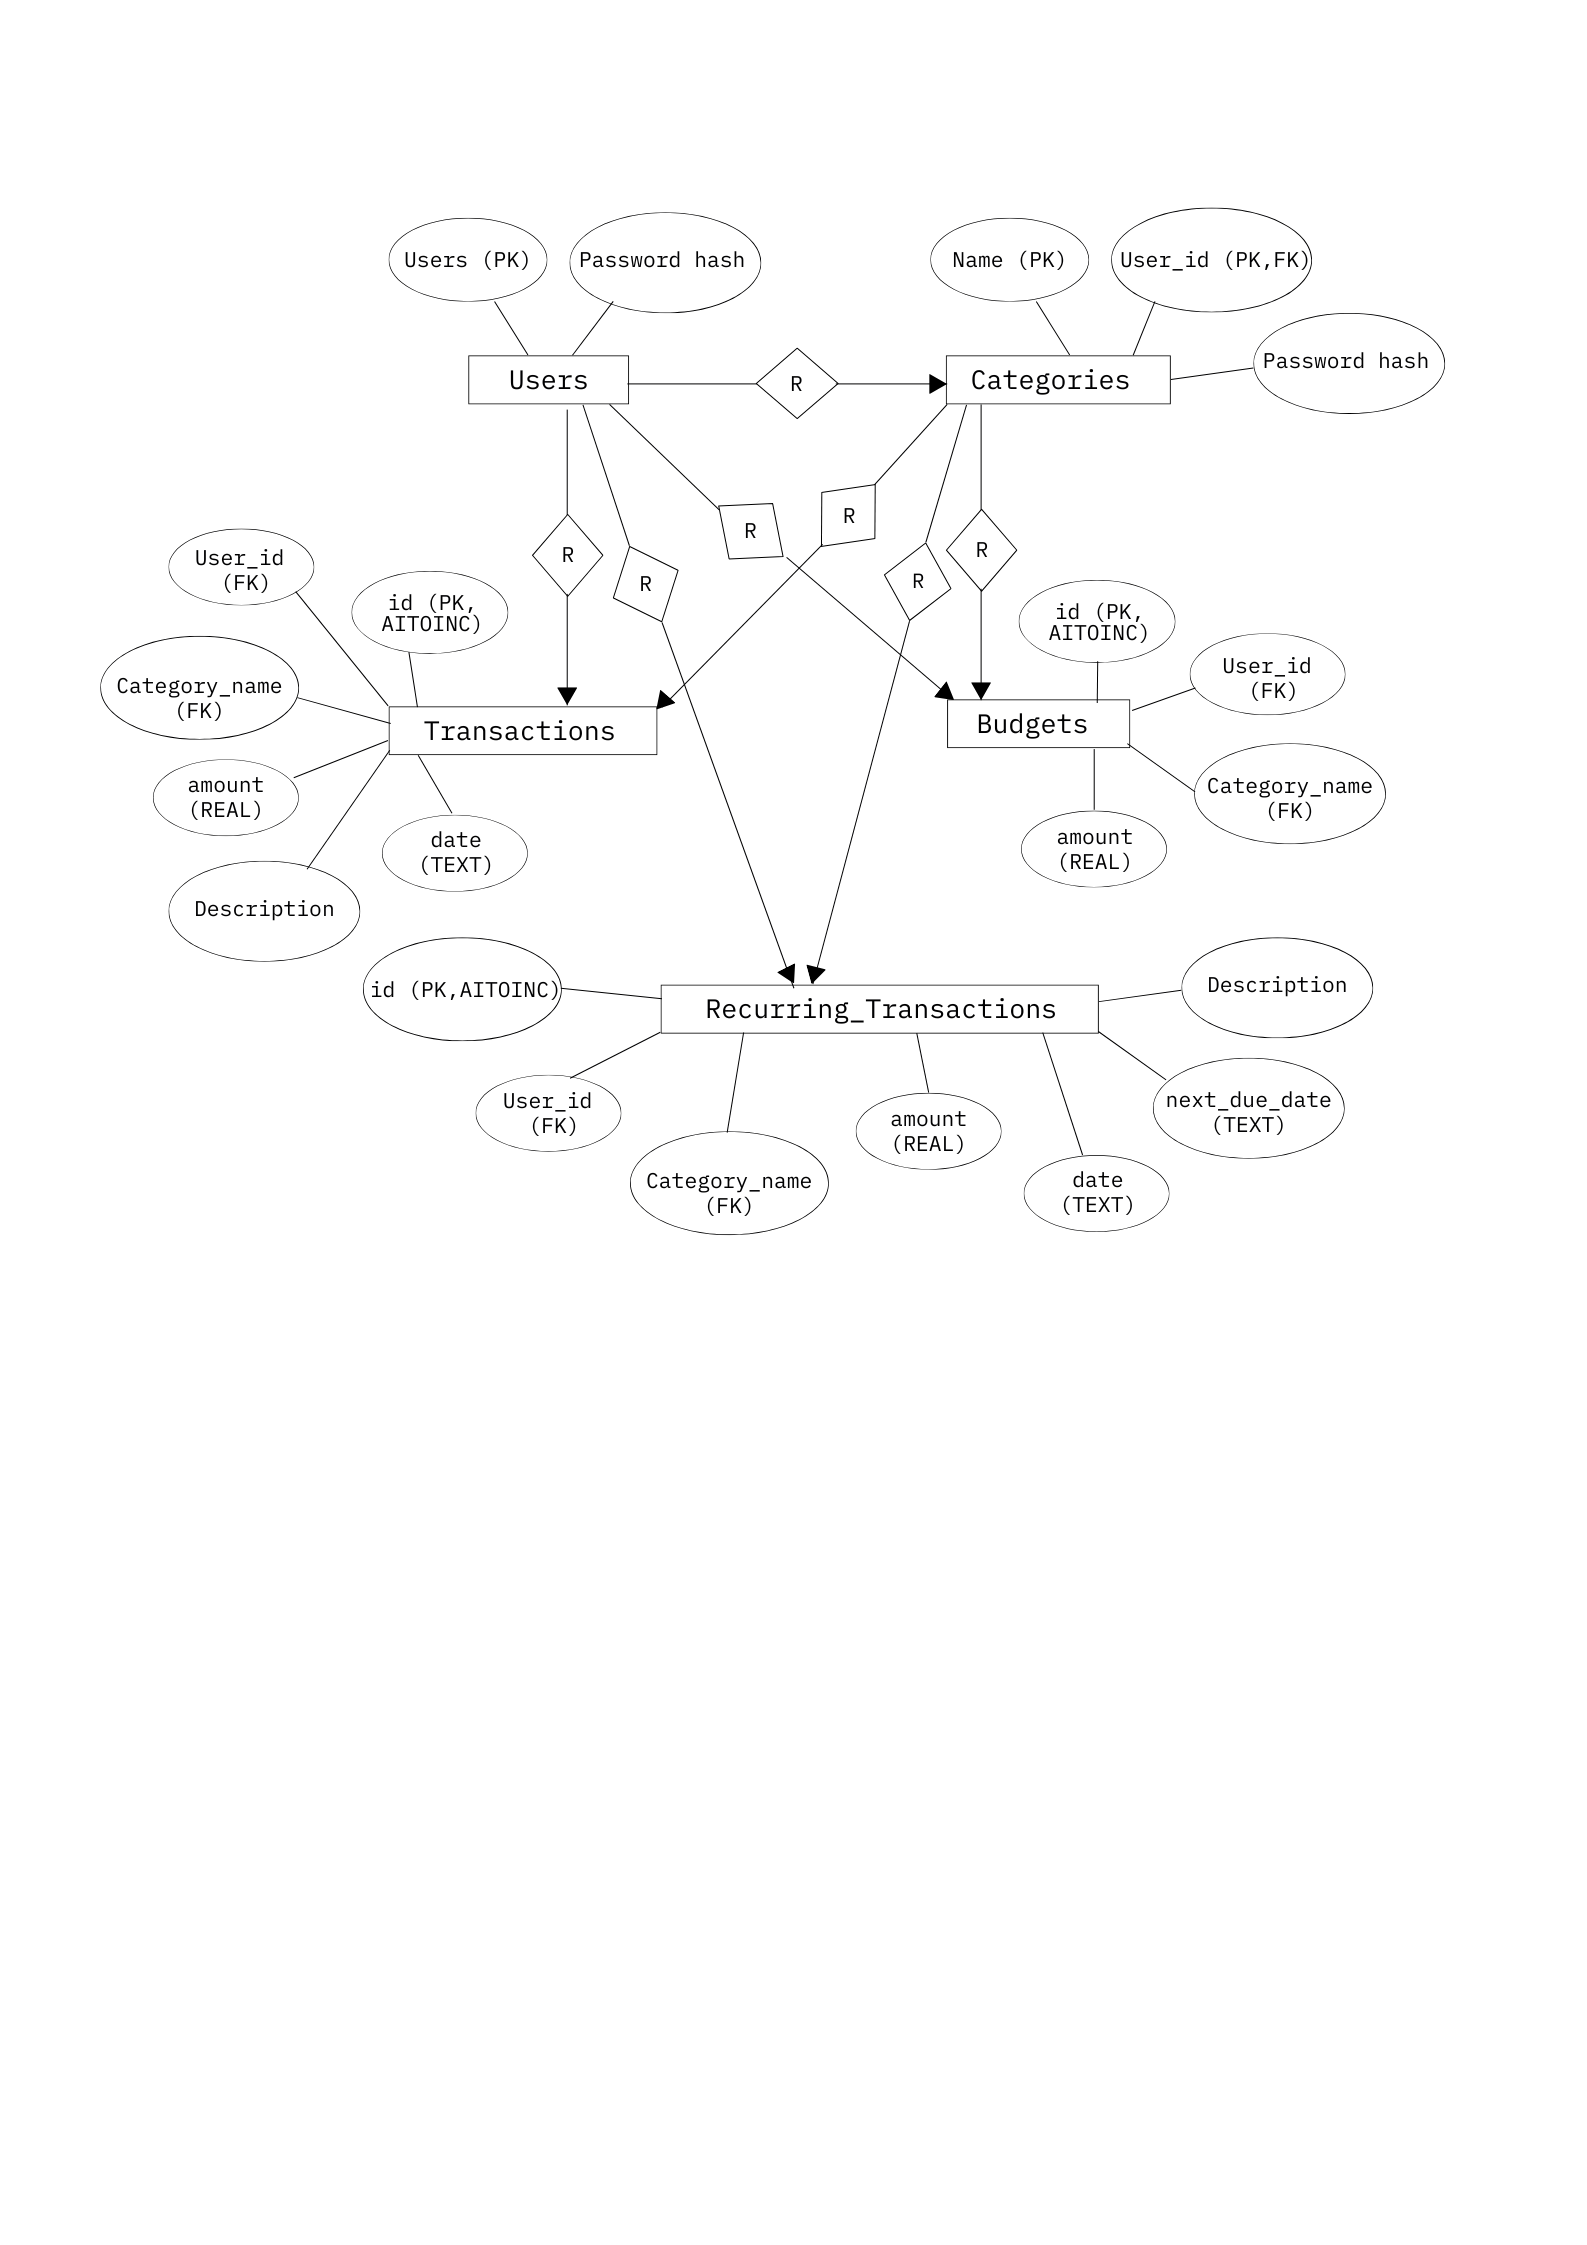 Users (PK)
Password hash
Name (PK)
User_id (PK,FK)
Password hash
Users
R
Categories
R
R
R
R
R
R
User_id
(FK)
id (PK,
AITOINC)
Category_name
(FK)
Transactions
amount
(REAL)
date
(TEXT)
Description
id (PK,
AITOINC)
User_id
(FK)
Budgets
Category_name
(FK)
amount
(REAL)
id (PK,AITOINC)
Recurring_Transactions
Description
User_id
(FK)
Category_name
(FK)
amount
(REAL)
date
(TEXT)
next_due_date
(TEXT)